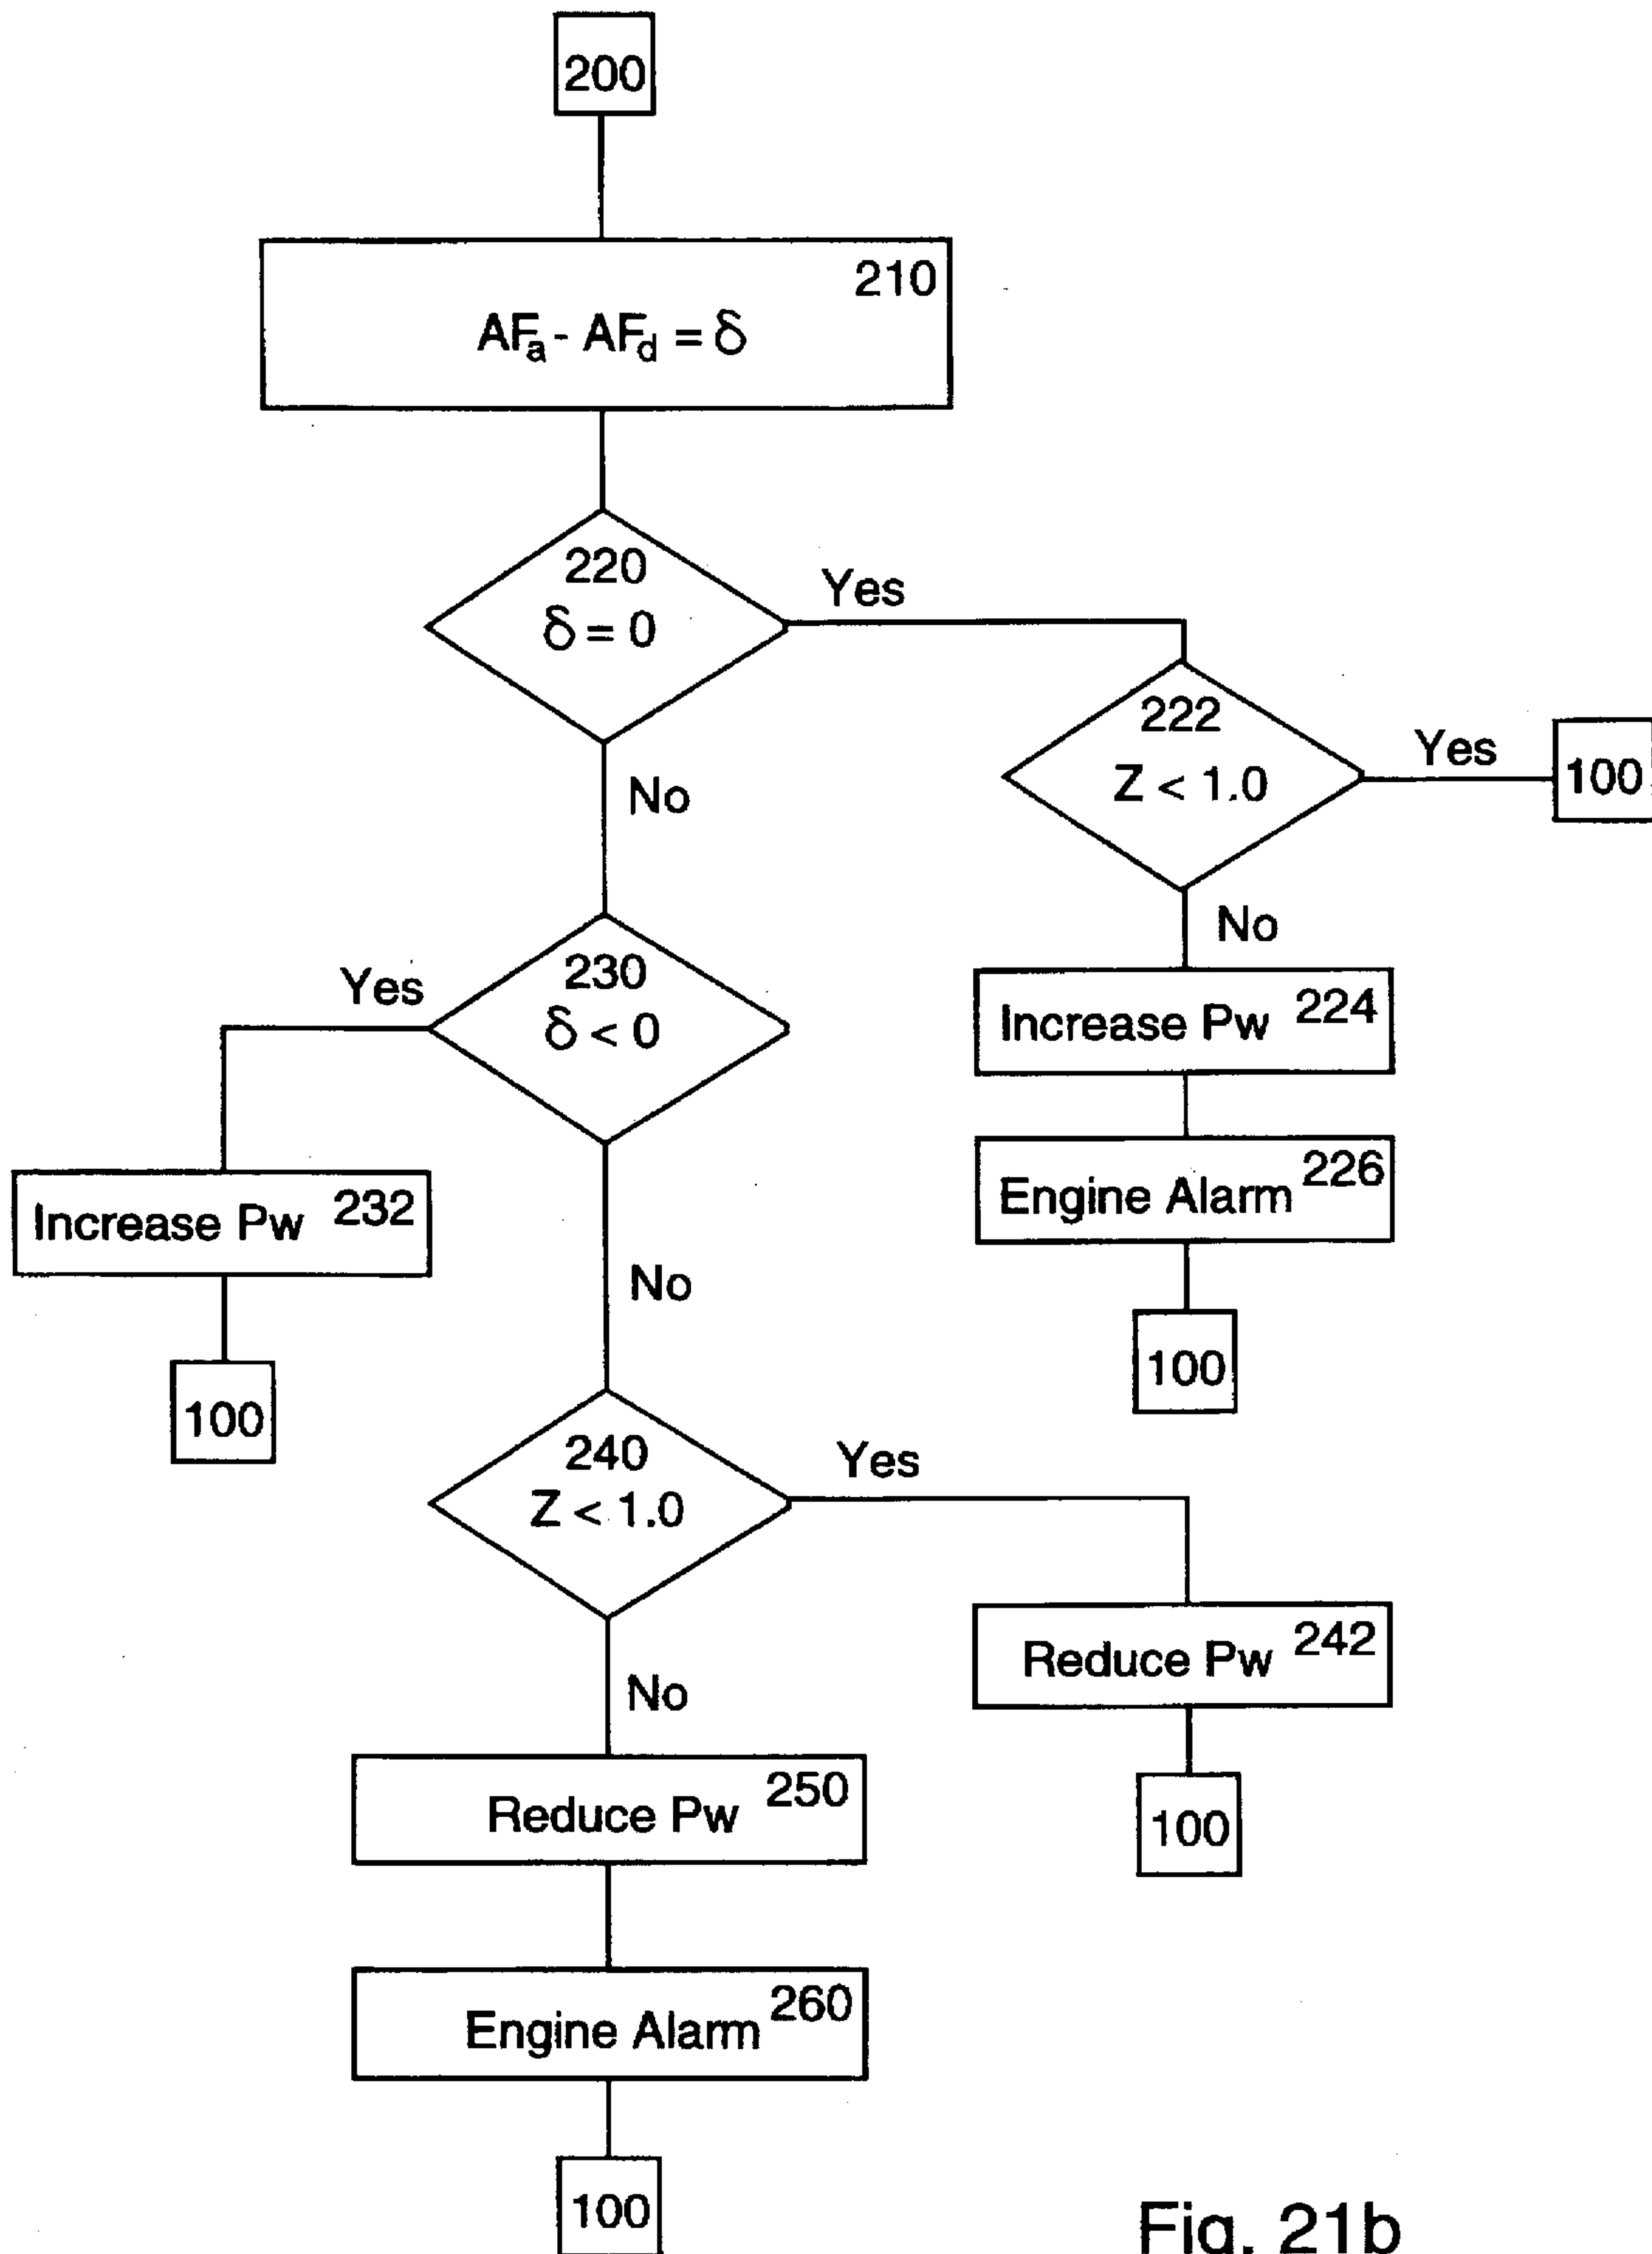 200
210
AFa - AFd = δ
220
δ = 0
Yes
No
222
Z < 1.0
Yes
100
No
Increase Pw 224
Engine Alarm 226
100
230
δ < 0
Yes
Increase Pw 232
100
No
240
Z < 1.0
Yes
Reduce Pw 242
100
No
Reduce Pw 250
Engine Alarm 260
100
Fig. 21b